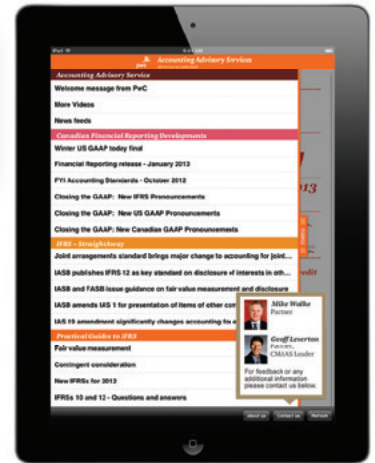 iPad
9:41 AM
pwc
Accounting Advisory Services
Accounting Advisory Service
Welcome message from PwC
More Videos
News feeds
Canadian Financial Reporting Developments
Winter US GAAP today final
Financial Reporting release - January 2013
FYI Accounting Standards - October 2012
Closing the GAAP: New IFRS Pronouncements
Closing the GAAP: New US GAAP Pronouncements
Closing the GAAP: New Canadian GAAP Pronouncements
IFRS – StraightAway
Joint arrangements standard brings major change to accounting for joint...
IASB publishes IFRS 12 as key standard on disclosure of interests in oth...
IASB and FASB issue guidance on fair value measurement and disclosure
IASB amends IAS 1 for presentation of items of other com
IAS 19 amendment significantly changes accounting for e
Practical Guides to IFRS
Fair value measurement
Contingent consideration
New IFRSs for 2013
IFRSs 10 and 12 - Questions and answers
013
edit
Mike Walke
Partner
Geoff Leverton
Partner,
CMAAS Leader
For feedback or any
additional information
please contact us below.
About us
Contact us
Refresh